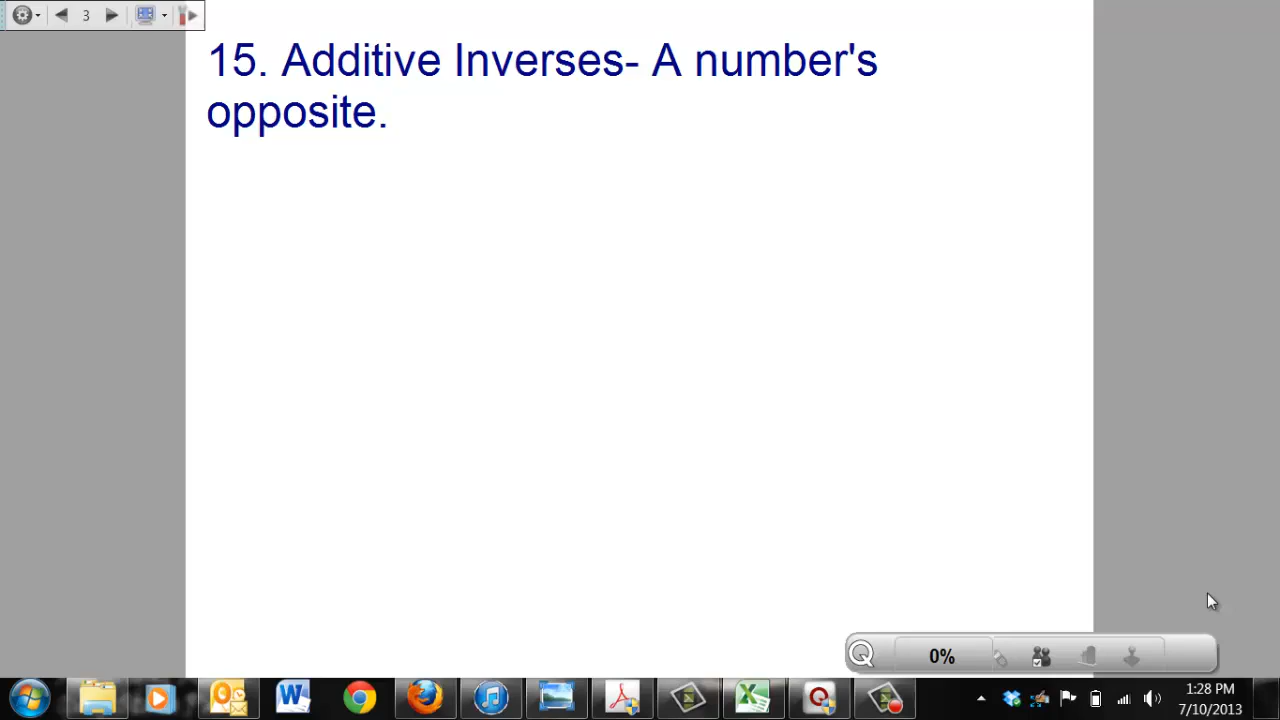 3
15. Additive Inverses- A number's
opposite.
0%
1:28 PM
7/10/2013